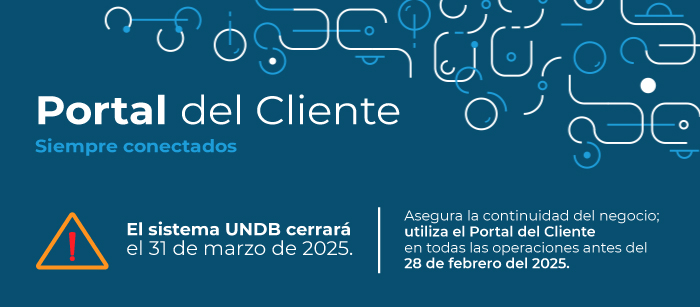 Portal del Cliente
Siempre conectados
El sistema UNDB cerrará
el 31 de marzo de 2025.
Asegura la continuidad del negocio;
utiliza el Portal del Cliente
en todas las operaciones antes del
28 de febrero del 2025.